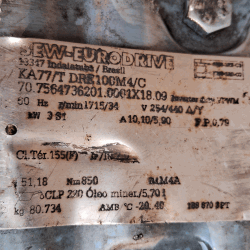 SEW-EURODRIVE
13347 Indaiatuba / Brasil
KA77/T DRE100M4/C
70.7564736201.0001X18.09
60 Hz r/min 1715/34 V 254/440 Δ/Y
kW 3 S1 A 10,10/5,90 P.F. 0,79
Cl.Tér. 155(F)
i 51,18 Nm 850 IM M4A
CLP 220 Óleo miner./5,70 l
kg 80.734 AMB °C -20..40